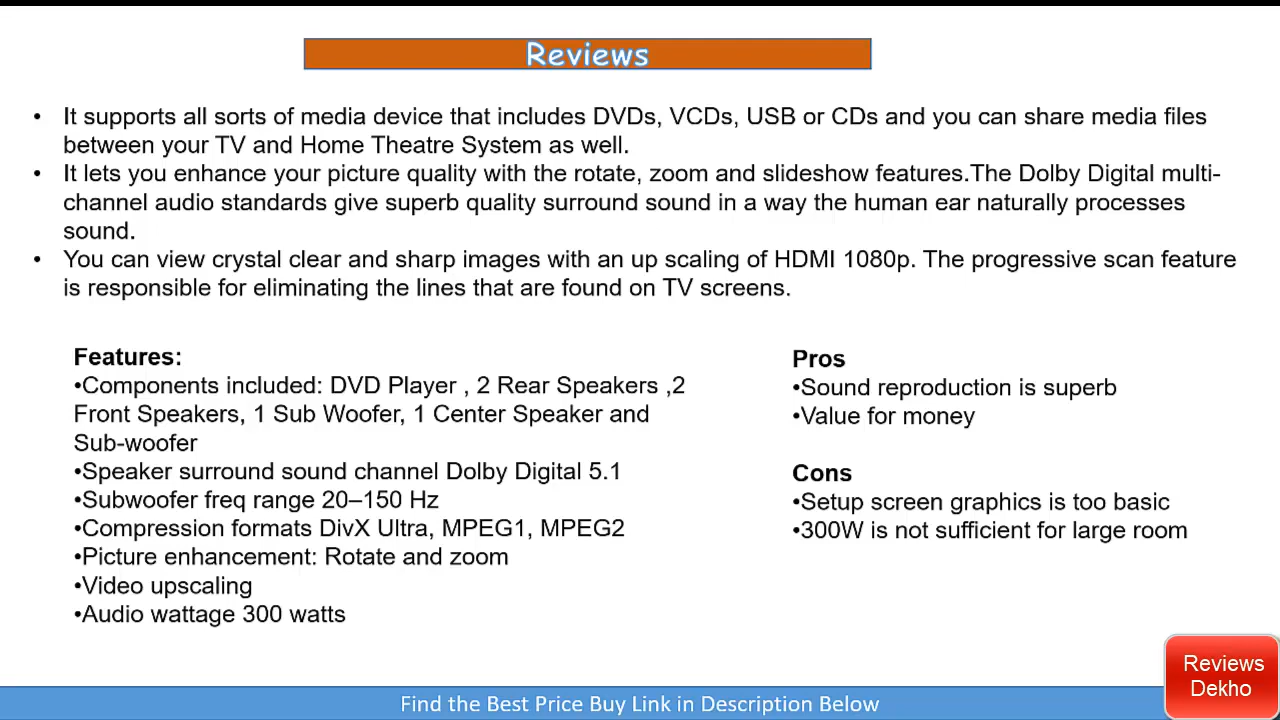 Reviews
• It supports all sorts of media device that includes DVDs, VCDs, USB or CDs and you can share media files
between your TV and Home Theatre System as well.
• It lets you enhance your picture quality with the rotate, zoom and slideshow features.The Dolby Digital multi-
channel audio standards give superb quality surround sound in a way the human ear naturally processes
sound.
• You can view crystal clear and sharp images with an up scaling of HDMI 1080p. The progressive scan feature
is responsible for eliminating the lines that are found on TV screens.
Features:
•Components included: DVD Player , 2 Rear Speakers ,2
Front Speakers, 1 Sub Woofer, 1 Center Speaker and
Sub-woofer
•Speaker surround sound channel Dolby Digital 5.1
•Subwoofer freq range 20–150 Hz
•Compression formats DivX Ultra, MPEG1, MPEG2
•Picture enhancement: Rotate and zoom
•Video upscaling
•Audio wattage 300 watts
Pros
•Sound reproduction is superb
•Value for money
Cons
•Setup screen graphics is too basic
•300W is not sufficient for large room
Reviews
Dekho
Find the Best Price Buy Link in Description Below